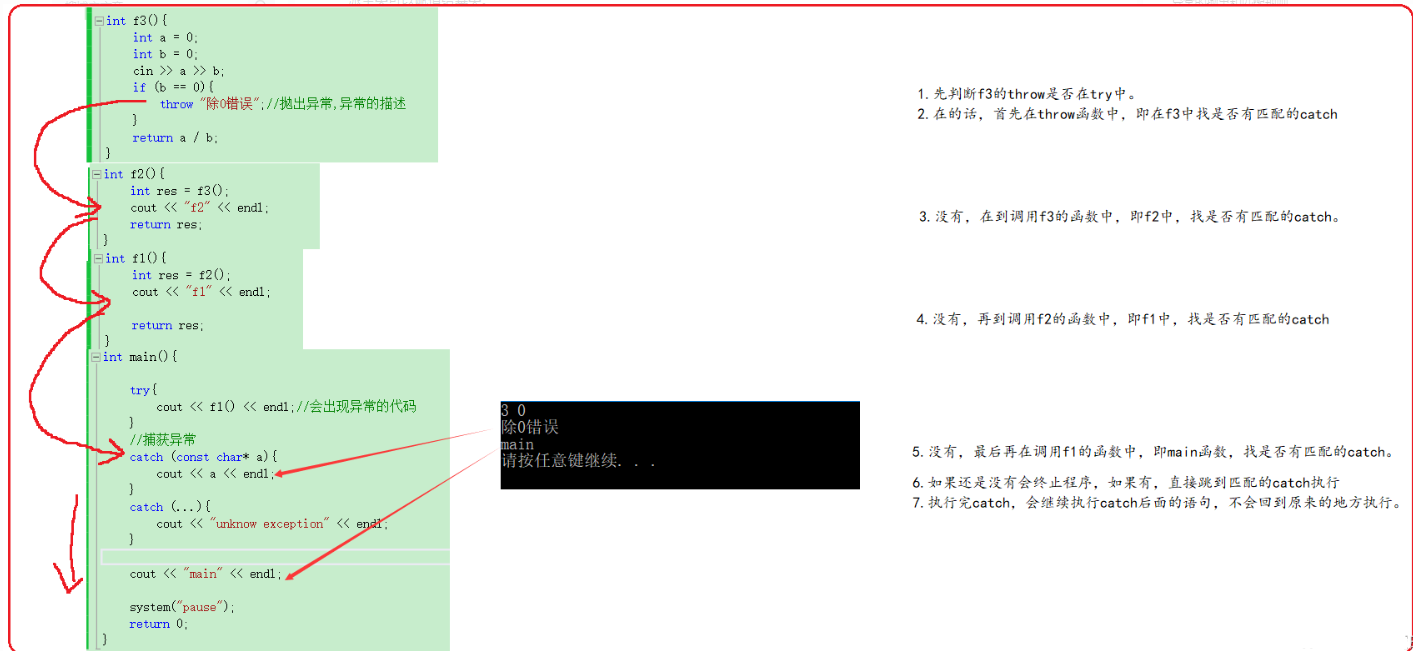 int f3(){
int a = 0;
int b = 0;
cin >> a >> b;
if (b == 0){
throw "除0错误";//抛出异常,异常的描述
}
return a / b;
}
int f2(){
int res = f3();
cout << "f2" << endl;
return res;
}
int f1(){
int res = f2();
cout << "f1" << endl;
return res;
}
int main(){
try{
cout << f1() << endl;//会出现异常的代码
}
//捕获异常
catch (const char* a){
cout << a << endl;
}
catch (...){
cout << "unknow exception" << endl;
}
cout << "main" << endl;
system("pause");
return 0;
}
3 0
除0错误
main
请按任意键继续. . .
1.先判断f3的throw是否在try中。
2.在的话，首先在throw函数中，即在f3中找是否有匹配的catch
3.没有，在到调用f3的函数中，即f2中，找是否有匹配的catch。
4.没有，再到调用f2的函数中，即f1中，找是否有匹配的catch
5.没有，最后再在调用f1的函数中，即main函数，找是否有匹配的catch。
6.如果还是没有会终止程序，如果有，直接跳到匹配的catch执行
7.执行完catch，会继续执行catch后面的语句，不会回到原来的地方执行。